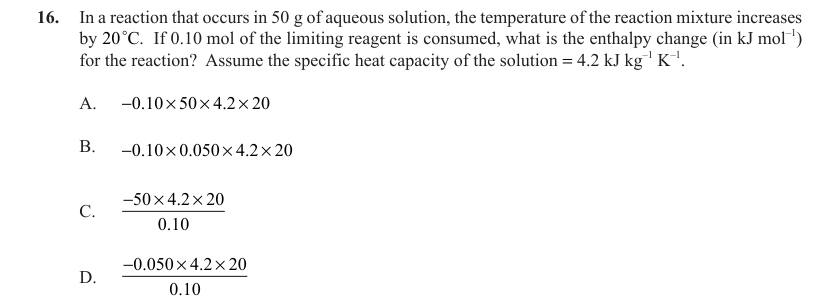 16. In a reaction that occurs in 50 g of aqueous solution, the temperature of the reaction mixture increases
by 20˚C. If 0.10 mol of the limiting reagent is consumed, what is the enthalpy change (in kJ mol⁻¹)
for the reaction? Assume the specific heat capacity of the solution = 4.2 kJ kg⁻¹ K⁻¹.
A. −0.10×50×4.2×20
B. −0.10×0.050×4.2×20
C. −50×4.2×20
0.10
D. −0.050×4.2×20
0.10